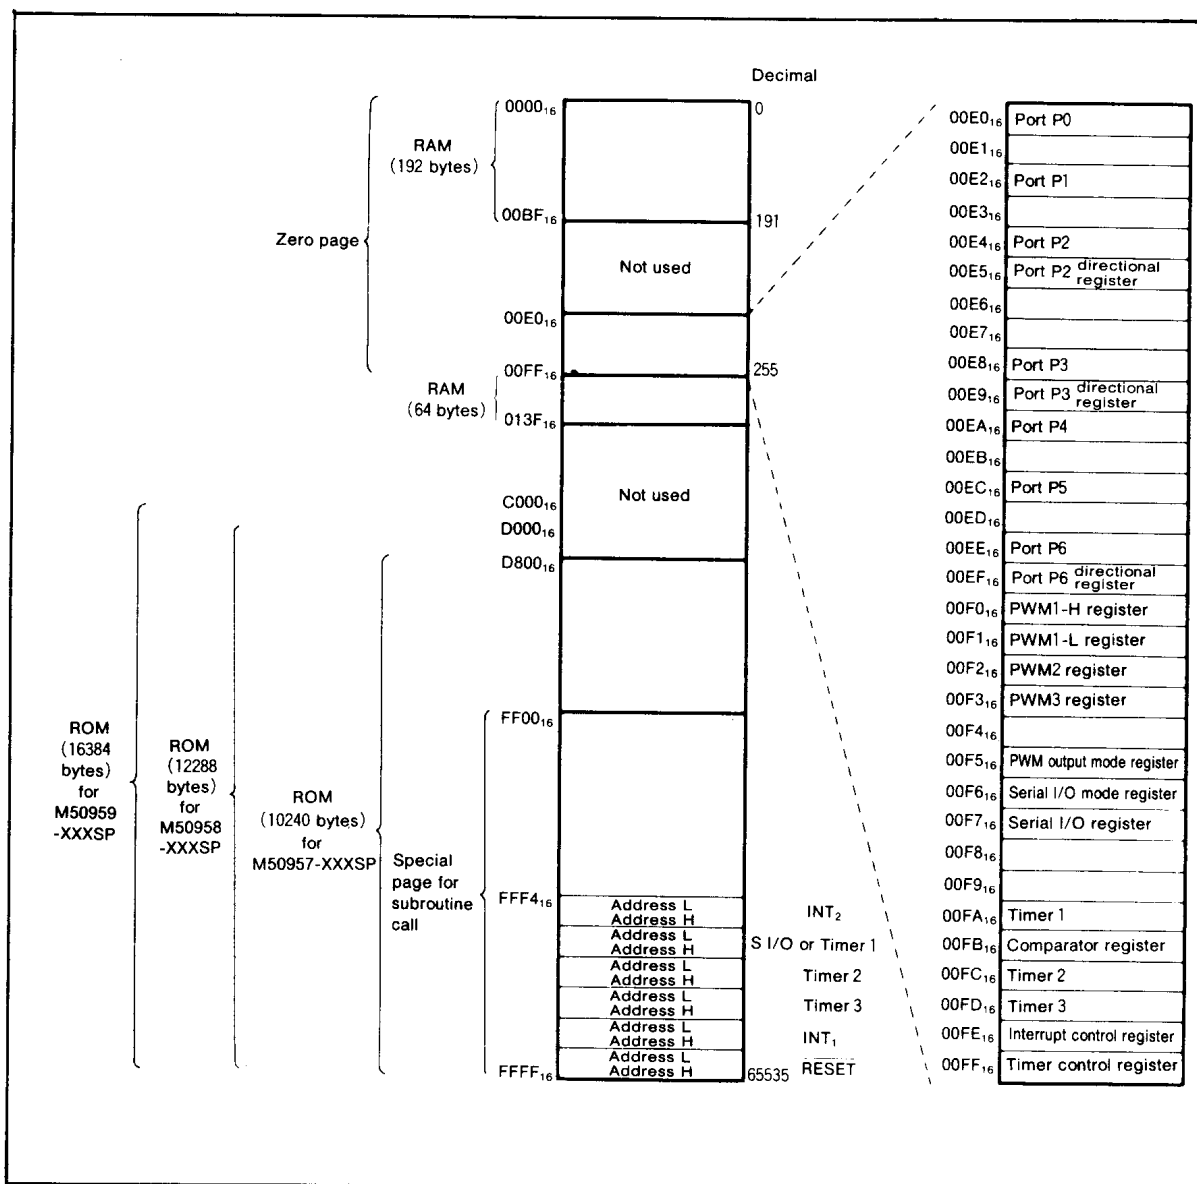 Decimal
0000₁₆
0
RAM
(192 bytes)
00BF₁₆
191
Zero page
Not used
00E0₁₆
00FF₁₆
255
RAM
(64 bytes)
013F₁₆
Not used
C000₁₆
D000₁₆
D800₁₆
FF00₁₆
ROM
(16384
bytes)
for
M50959
-XXXSP
ROM
(12288
bytes)
for
M50958
-XXXSP
ROM
(10240 bytes)
for
M50957-XXXSP
Special
page for
subroutine
call
FFF4₁₆
Address L
Address H
INT₂
Address L
Address H
S I/O or Timer 1
Address L
Address H
Timer 2
Address L
Address H
Timer 3
Address L
Address H
INT₁
Address L
Address H
FFFF₁₆
65535
RESET
00E0₁₆ Port P0
00E1₁₆
00E2₁₆ Port P1
00E3₁₆
00E4₁₆ Port P2
00E5₁₆ Port P2 directional register
00E6₁₆
00E7₁₆
00E8₁₆ Port P3
00E9₁₆ Port P3 directional register
00EA₁₆ Port P4
00EB₁₆
00EC₁₆ Port P5
00ED₁₆
00EE₁₆ Port P6
00EF₁₆ Port P6 directional register
00F0₁₆ PWM1-H register
00F1₁₆ PWM1-L register
00F2₁₆ PWM2 register
00F3₁₆ PWM3 register
00F4₁₆
00F5₁₆ PWM output mode register
00F6₁₆ Serial I/O mode register
00F7₁₆ Serial I/O register
00F8₁₆
00F9₁₆
00FA₁₆ Timer 1
00FB₁₆ Comparator register
00FC₁₆ Timer 2
00FD₁₆ Timer 3
00FE₁₆ Interrupt control register
00FF₁₆ Timer control register